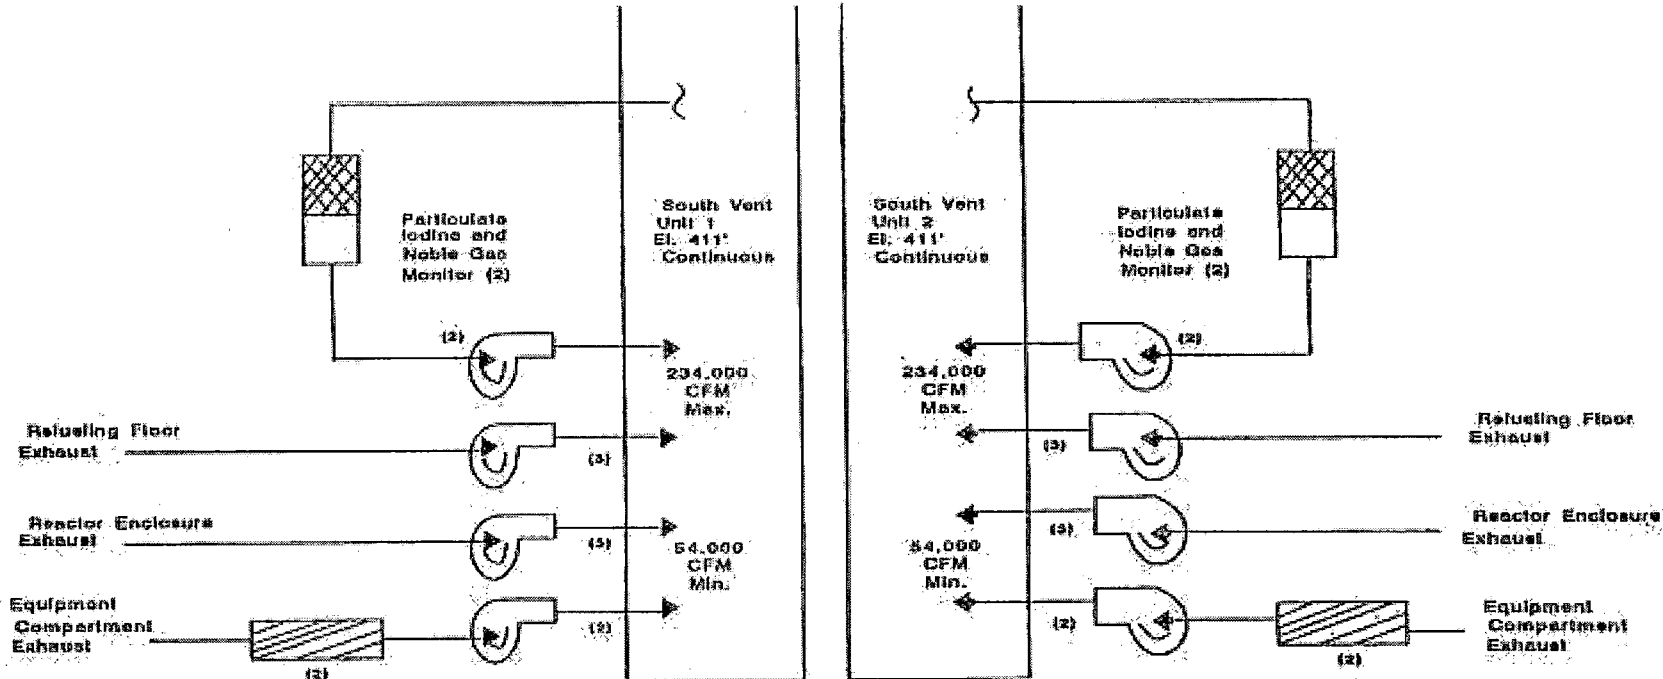 Particulate
Iodine and
Noble Gas
Monitor (2)
South Vent
Unit 1
El. 411'
Continuous
South Vent
Unit 2
El. 411'
Continuous
Particulate
Iodine and
Noble Gas
Monitor (2)
(2)
234,000
CFM
Max.
234,000
CFM
Max.
(2)
Refueling Floor
Exhaust
(3)
(3)
Refueling Floor
Exhaust
Reactor Enclosure
Exhaust
(3)
54,000
CFM
Min.
54,000
CFM
Min.
(3)
Reactor Enclosure
Exhaust
Equipment
Compartment
Exhaust
(2)
(2)
(2)
(2)
Equipment
Compartment
Exhaust